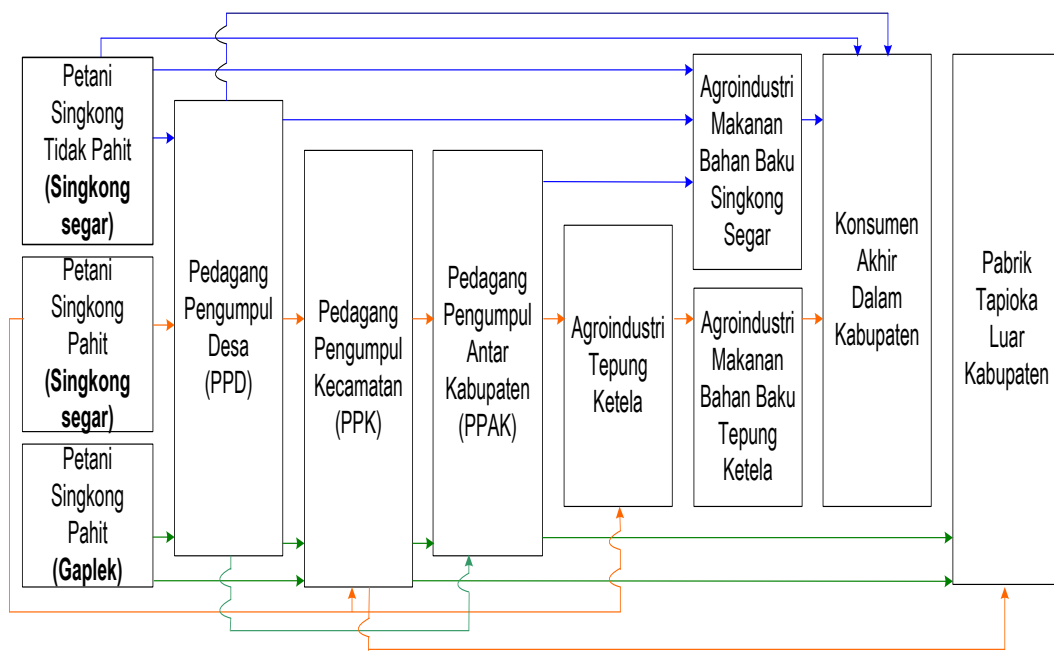 Petani
Singkong
Tidak Pahit
(Singkong
segar)
Petani
Singkong
Pahit
(Singkong
segar)
Petani
Singkong
Pahit
(Gaplek)
Pedagang
Pengumpul
Desa
(PPD)
Pedagang
Pengumpul
Kecamatan
(PPK)
Pedagang
Pengumpul
Antar
Kabupaten
(PPAK)
Agroindustri
Tepung
Ketela
Agroindustri
Makanan
Bahan Baku
Singkong
Segar
Agroindustri
Makanan
Bahan Baku
Tepung
Ketela
Konsumen
Akhir
Dalam
Kabupaten
Pabrik
Tapioka
Luar
Kabupaten